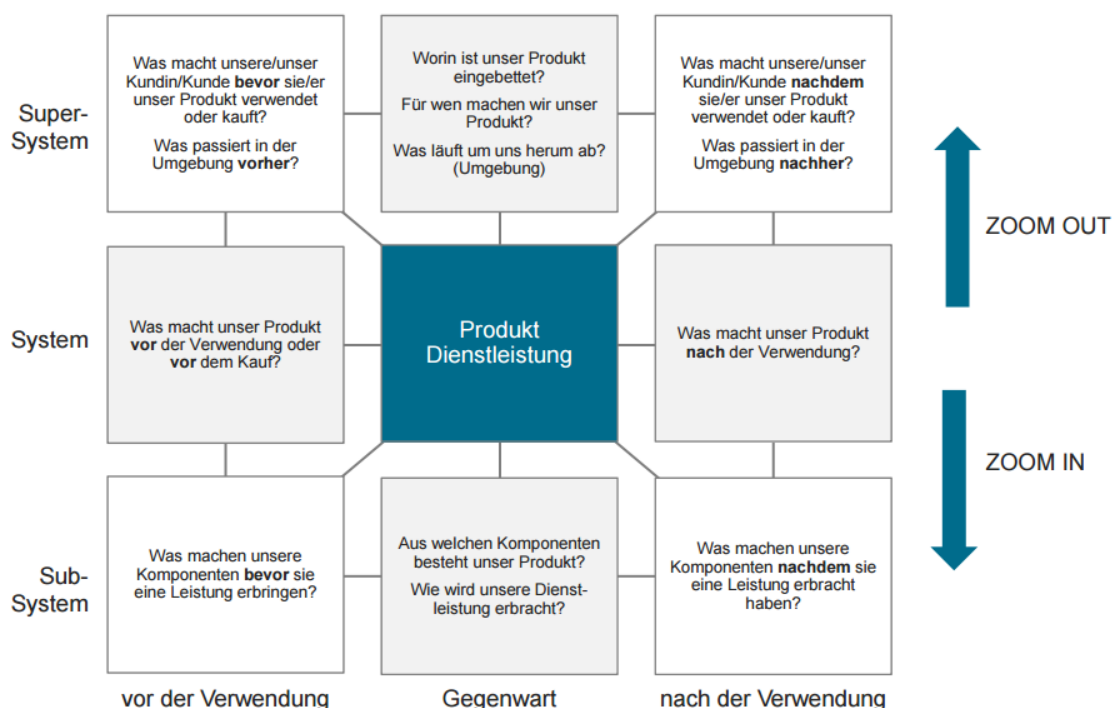 Super-
System
Was macht unsere/unser
Kundin/Kunde bevor sie/er
unser Produkt verwendet
oder kauft?
Was passiert in der
Umgebung vorher?
Worin ist unser Produkt
eingebettet?
Für wen machen wir unser
Produkt?
Was läuft um uns herum ab?
(Umgebung)
Was macht unsere/unser
Kundin/Kunde nachdem
sie/er unser Produkt
verwendet oder kauft?
Was passiert in der
Umgebung nachher?
ZOOM OUT
System
Was macht unser Produkt
vor der Verwendung oder
vor dem Kauf?
Produkt
Dienstleistung
Was macht unser Produkt
nach der Verwendung?
ZOOM IN
Sub-
System
Was machen unsere
Komponenten bevor sie
eine Leistung erbringen?
Aus welchen Komponenten
besteht unser Produkt?
Wie wird unsere Dienst-
leistung erbracht?
Was machen unsere
Komponenten nachdem sie
eine Leistung erbracht
haben?
vor der Verwendung
Gegenwart
nach der Verwendung